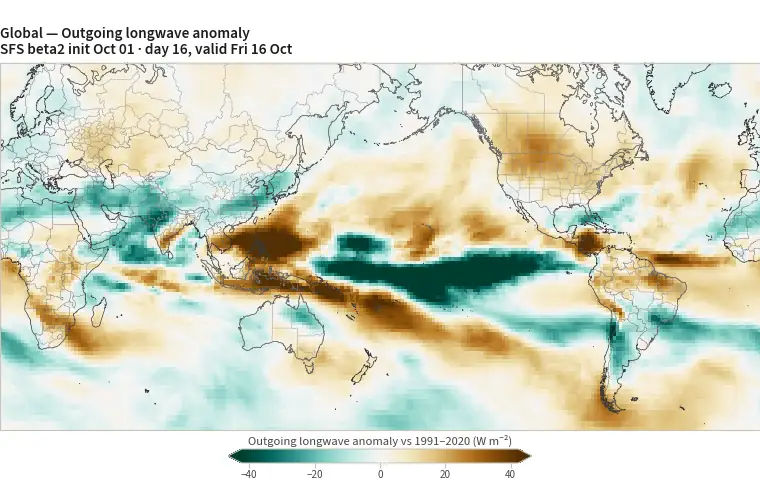 Global — Outgoing longwave anomaly
SFS beta2 init Oct 01 · day 16, valid Fri 16 Oct
Outgoing longwave anomaly vs 1991–2020 (W m⁻²)
−40 −20 0 20 40